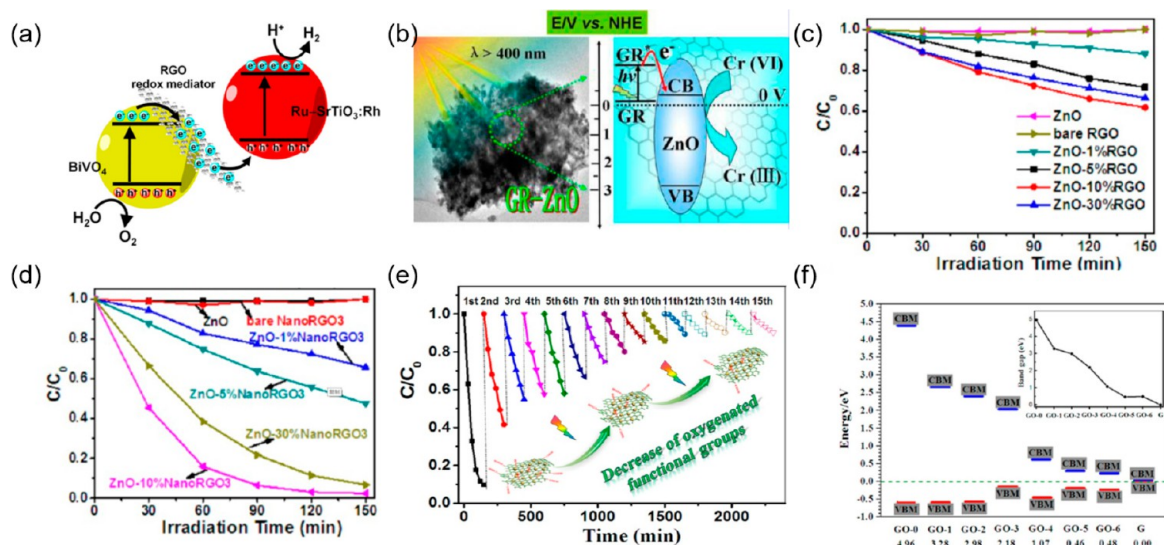 (a)
H⁺
H₂
RGO
redox mediator
Ru–SrTiO₃:Rh
BiVO₄
H₂O
O₂
(b)
E/V vs. NHE
λ > 400 nm
GR-ZnO
0
1
2
3
GR*
e⁻
hν
GR
CB
ZnO
VB
Cr (VI)
0 V
Cr (III)
(c)
C/C₀
1.0
0.8
0.6
0.4
0.2
0.0
ZnO
bare RGO
ZnO-1%RGO
ZnO-5%RGO
ZnO-10%RGO
ZnO-30%RGO
0 30 60 90 120 150
Irradiation Time (min)
(d)
C/C₀
1.0
0.8
0.6
0.4
0.2
0.0
ZnO
bare NanoRGO3
ZnO-1%NanoRGO3
ZnO-5%NanoRGO3
ZnO-30%NanoRGO3
ZnO-10%NanoRGO3
0 30 60 90 120 150
Irradiation Time (min)
(e)
1st 2nd 3rd 4th 5th 6th 7th 8th 9th 10th 11th 12th 13th 14th 15th
C/C₀
1.0
0.8
0.6
0.4
0.2
0.0
Decrease of oxygenated
functional groups
0 500 1000 1500 2000
Time (min)
(f)
Energy/eV
5.0
4.5
4.0
3.5
3.0
2.5
2.0
1.5
1.0
0.5
0.0
-0.5
-1.0
CBM CBM CBM CBM CBM CBM CBM CBM
VBM VBM VBM VBM VBM VBM VBM VBM
Band gap (eV)
GO-0 GO-1 GO-2 GO-3 GO-4 GO-5 GO-6 G
GO-0 GO-1 GO-2 GO-3 GO-4 GO-5 GO-6 G
4.96 3.28 2.98 2.18 1.07 0.46 0.48 0.00